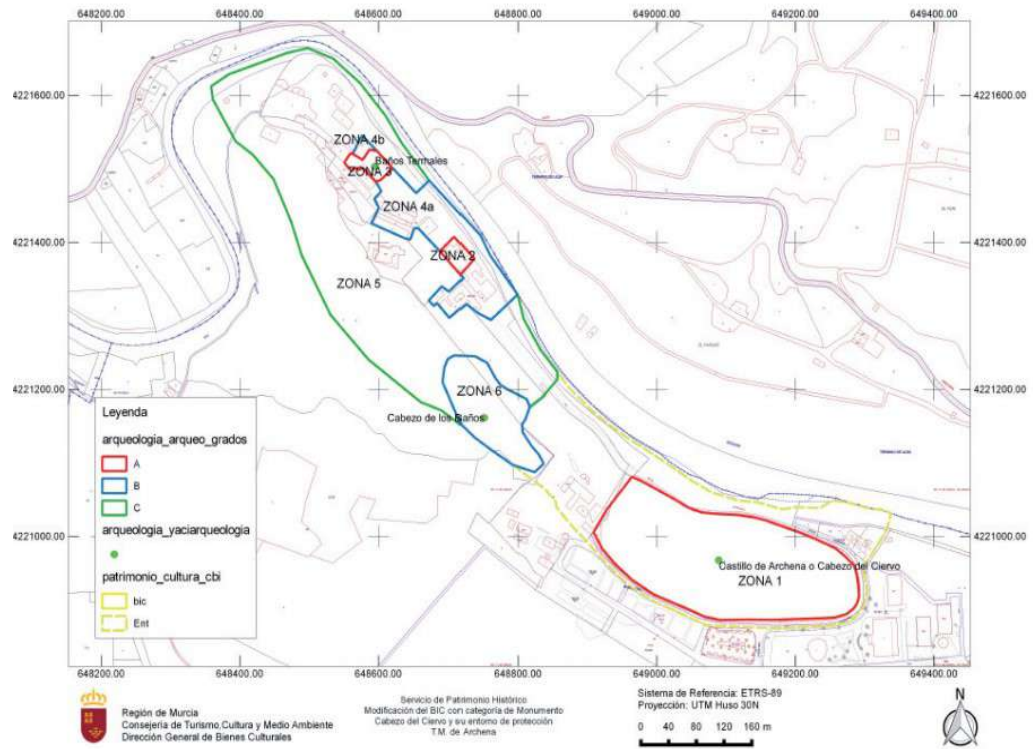 648200.00 648400.00 648600.00 648800.00 649000.00 649200.00 649400.00
4221600.00 4221600.00
ZONA 4b
Baños Termales
ZONA 3
ZONA 4a
4221400.00 4221400.00
ZONA 2
ZONA 5
4221200.00 4221200.00
ZONA 6
Cabezo de los Baños
Leyenda
arqueologia_arqueo_grados
A
B
C
arqueologia_yaciarqueologia
patrimonio_cultura_cbi
bic
Ent
4221000.00 4221000.00
Castillo de Archena o Cabezo del Ciervo
ZONA 1
648200.00 648400.00 648600.00 648800.00 649000.00 649200.00 649400.00
Región de Murcia
Consejería de Turismo,Cultura y Medio Ambiente
Dirección General de Bienes Culturales
Servicio de Patrimonio Histórico
Modificación del BIC con categoría de Monumento
Cabezo del Ciervo y su entorno de protección
T.M. de Archena
Sistema de Referencia: ETRS-89
Proyección: UTM Huso 30N
0 40 80 120 160 m
N